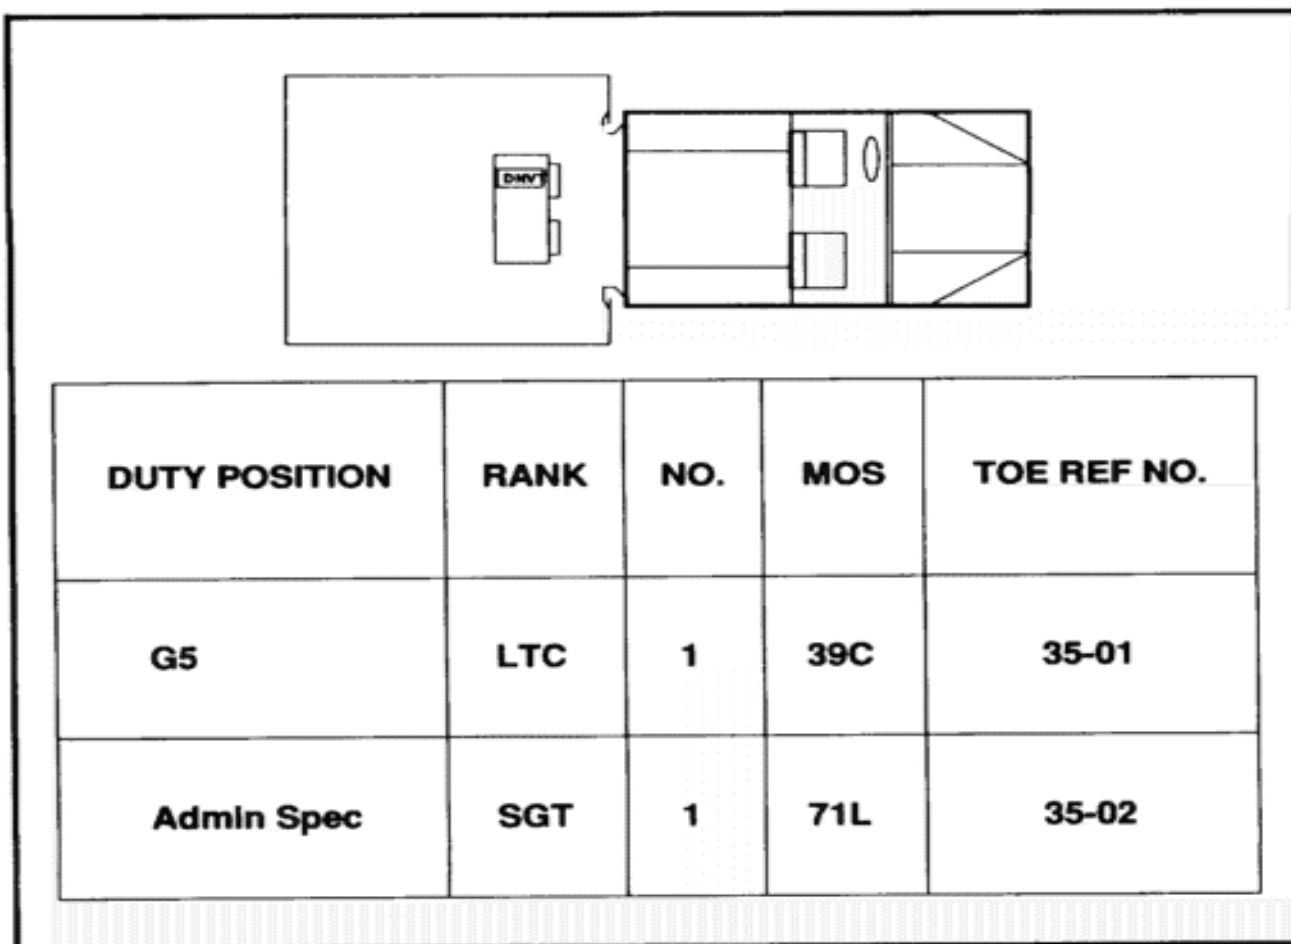 DNVT
DUTY POSITION RANK NO. MOS TOE REF NO.
G5 LTC 1 39C 35-01
Admin Spec SGT 1 71L 35-02